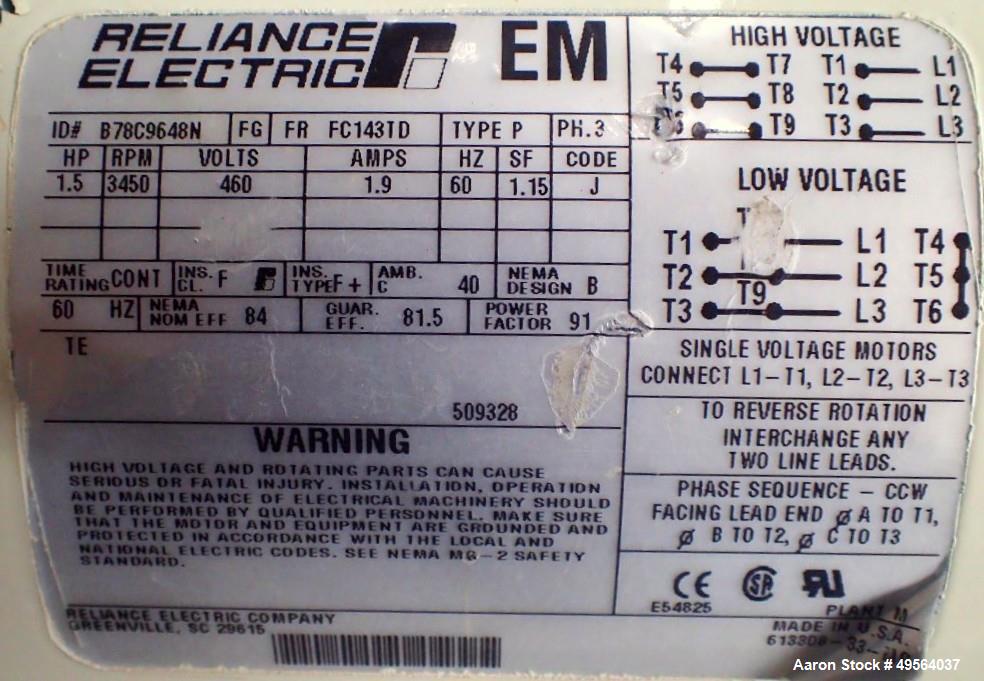 RELIANCE
ELECTRIC
EM
ID# B78C9648N FG FR FC143TD TYPE P PH.3
HP RPM VOLTS AMPS HZ SF CODE
1.5 3450 460 1.9 60 1.15 J
TIME RATING CONT INS. CL. F INS. TYPE F+ AMB. C 40 NEMA DESIGN B
60 HZ NEMA NOM EFF 84 GUAR. EFF. 81.5 POWER FACTOR 91
TE
509328
WARNING
HIGH VOLTAGE AND ROTATING PARTS CAN CAUSE
SERIOUS OR FATAL INJURY. INSTALLATION, OPERATION
AND MAINTENANCE OF ELECTRICAL MACHINERY SHOULD
BE PERFORMED BY QUALIFIED PERSONNEL. MAKE SURE
THAT THE MOTOR AND EQUIPMENT ARE GROUNDED AND
PROTECTED IN ACCORDANCE WITH THE LOCAL AND
NATIONAL ELECTRIC CODES. SEE NEMA MG-2 SAFETY
STANDARD.
RELIANCE ELECTRIC COMPANY
GREENVILLE, SC 29615
HIGH VOLTAGE
T4 T7 T1 L1
T5 T8 T2 L2
T9 T3 L3
LOW VOLTAGE
T1 L1 T4
T2 L2 T5
T9
T3 L3 T6
SINGLE VOLTAGE MOTORS
CONNECT L1-T1, L2-T2, L3-T3
TO REVERSE ROTATION
INTERCHANGE ANY
TWO LINE LEADS.
PHASE SEQUENCE - CCW
FACING LEAD END Ø A TO T1,
Ø B TO T2, Ø C TO T3
CE SA RU
E54825
PLANT M
MADE IN U.S.A.
613308-33-
Aaron Stock # 49564037